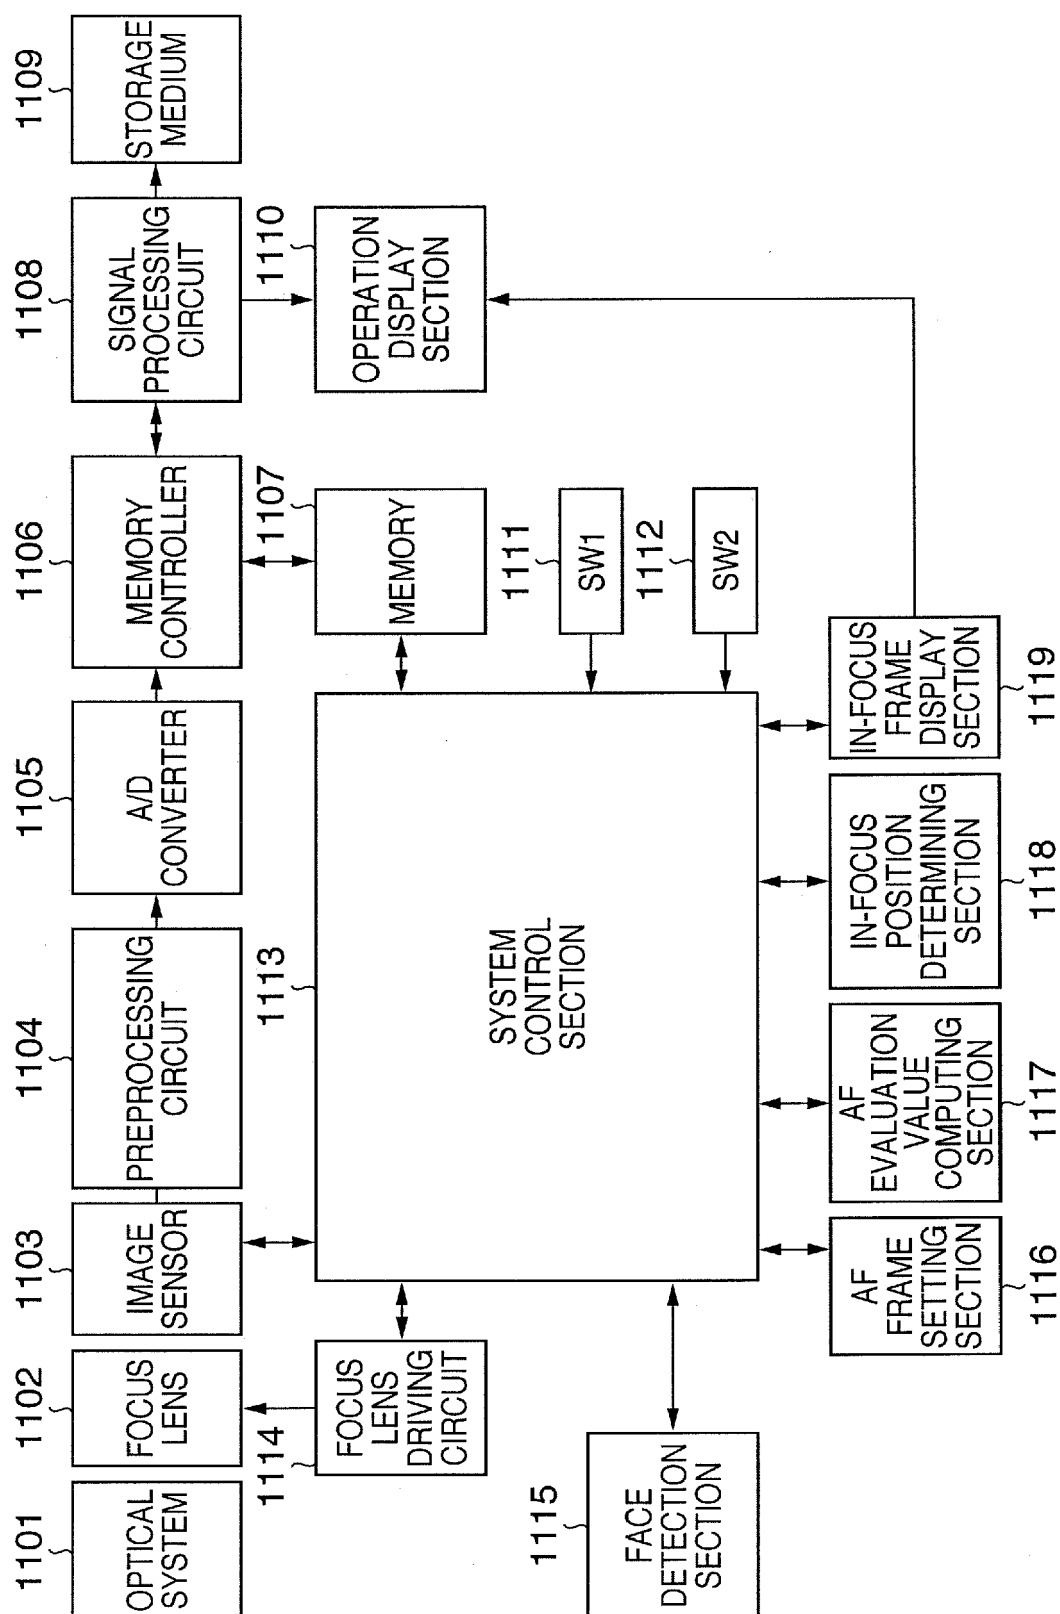 1101
OPTICAL
SYSTEM
1102
FOCUS
LENS
1103
IMAGE
SENSOR
1104
PREPROCESSING
CIRCUIT
1105
A/D
CONVERTER
1106
MEMORY
CONTROLLER
1108
SIGNAL
PROCESSING
CIRCUIT
1109
STORAGE
MEDIUM
1114
FOCUS
LENS
DRIVING
CIRCUIT
1113
SYSTEM
CONTROL
SECTION
1107
MEMORY
1110
OPERATION
DISPLAY
SECTION
1111
SW1
1112
SW2
1115
FACE
DETECTION
SECTION
AF
FRAME
SETTING
SECTION
1116
AF
EVALUATION
VALUE
COMPUTING
SECTION
1117
IN-FOCUS
POSITION
DETERMINING
SECTION
1118
IN-FOCUS
FRAME
DISPLAY
SECTION
1119